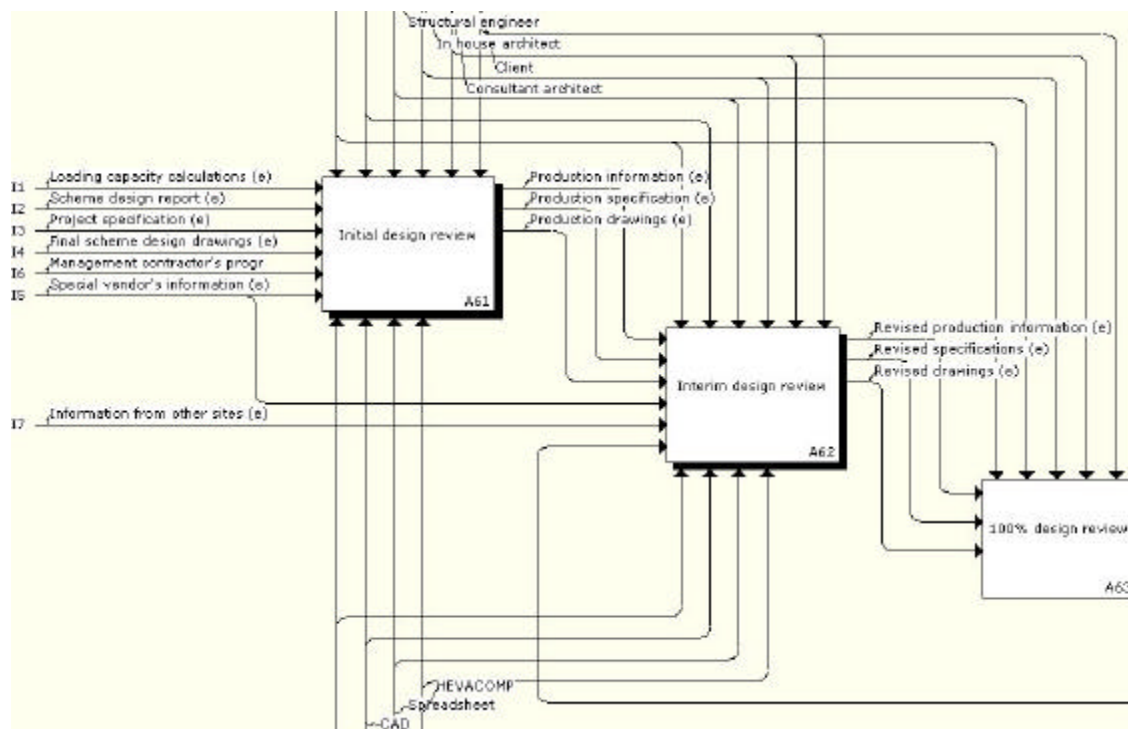 Structural engineer
In house architect
Client
Consultant architect
I1 Loading capacity calculations (e)
I2 Scheme design report (e)
I3 Project specification (e)
I4 Final scheme design drawings (e)
I6 Management contractor's progr
I5 Special vendor's information (e)
Production information (e)
Production specification (e)
Production drawings (e)
Initial design review
A61
I7 Information from other sites (e)
Revised production information (e)
Revised specifications (e)
Revised drawings (e)
Interim design review
A62
100% design review
A63
HEVACOMP
Spreadsheet
CAD